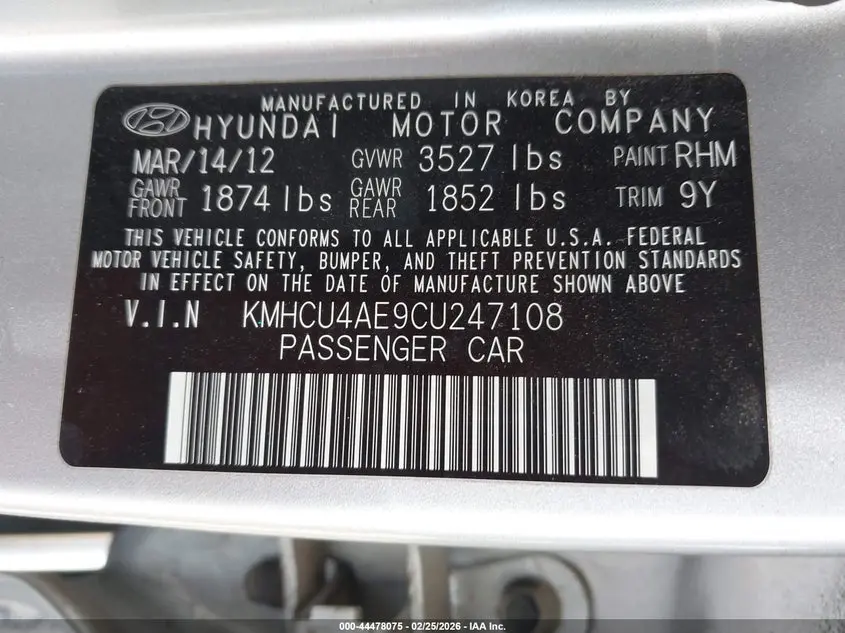 MANUFACTURED IN KOREA BY
HYUNDAI MOTOR COMPANY
MAR/14/12 GVWR 3527 lbs PAINT RHM
GAWR FRONT 1874 lbs GAWR REAR 1852 lbs TRIM 9Y
THIS VEHICLE CONFORMS TO ALL APPLICABLE U.S.A. FEDERAL
MOTOR VEHICLE SAFETY, BUMPER, AND THEFT PREVENTION STANDARDS
IN EFFECT ON THE DATE OF MANUFACTURE SHOWN ABOVE
V.I.N KMHCU4AE9CU247108
PASSENGER CAR
000-44478075 | 02/25/2026 - IAA Inc.